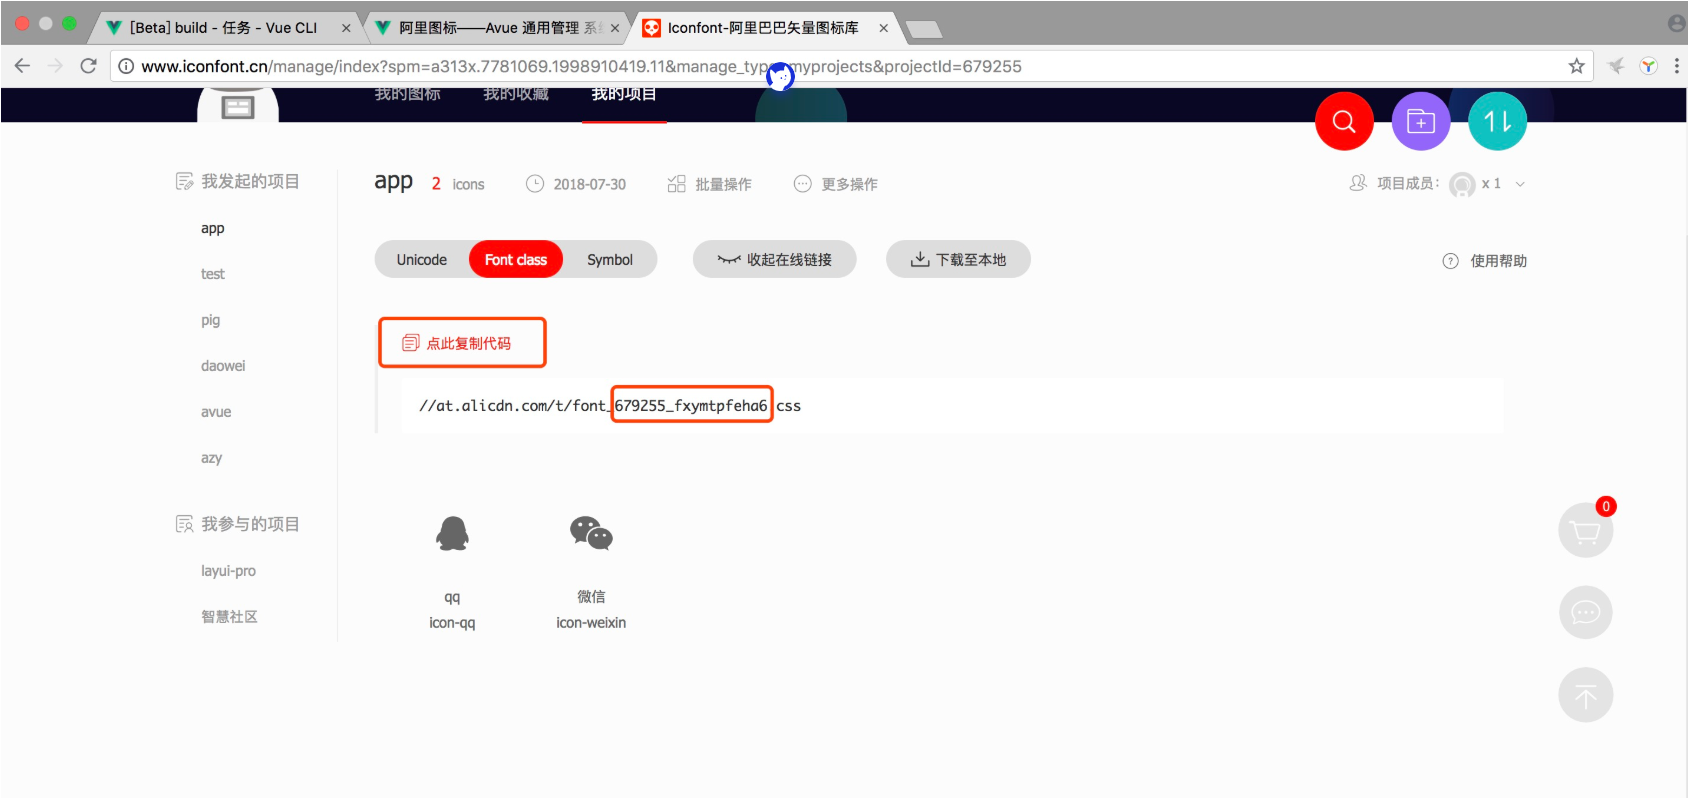 [Beta] build - 任务 - Vue CLI
阿里图标——Avue 通用管理 系
Iconfont-阿里巴巴矢量图标库
www.iconfont.cn/manage/index?spm=a313x.7781069.1998910419.11&manage_type=myprojects&projectId=679255
我的图标 我的收藏 我的项目
我发起的项目
app
test
pig
daowei
avue
azy
我参与的项目
layui-pro
智慧社区
app 2 icons 2018-07-30 批量操作 更多操作 项目成员: x 1
Unicode Font class Symbol 收起在线链接 下载至本地 使用帮助
点此复制代码
//at.alicdn.com/t/font_679255_fxymtpfeha6.css
qq 微信
icon-qq icon-weixin
0